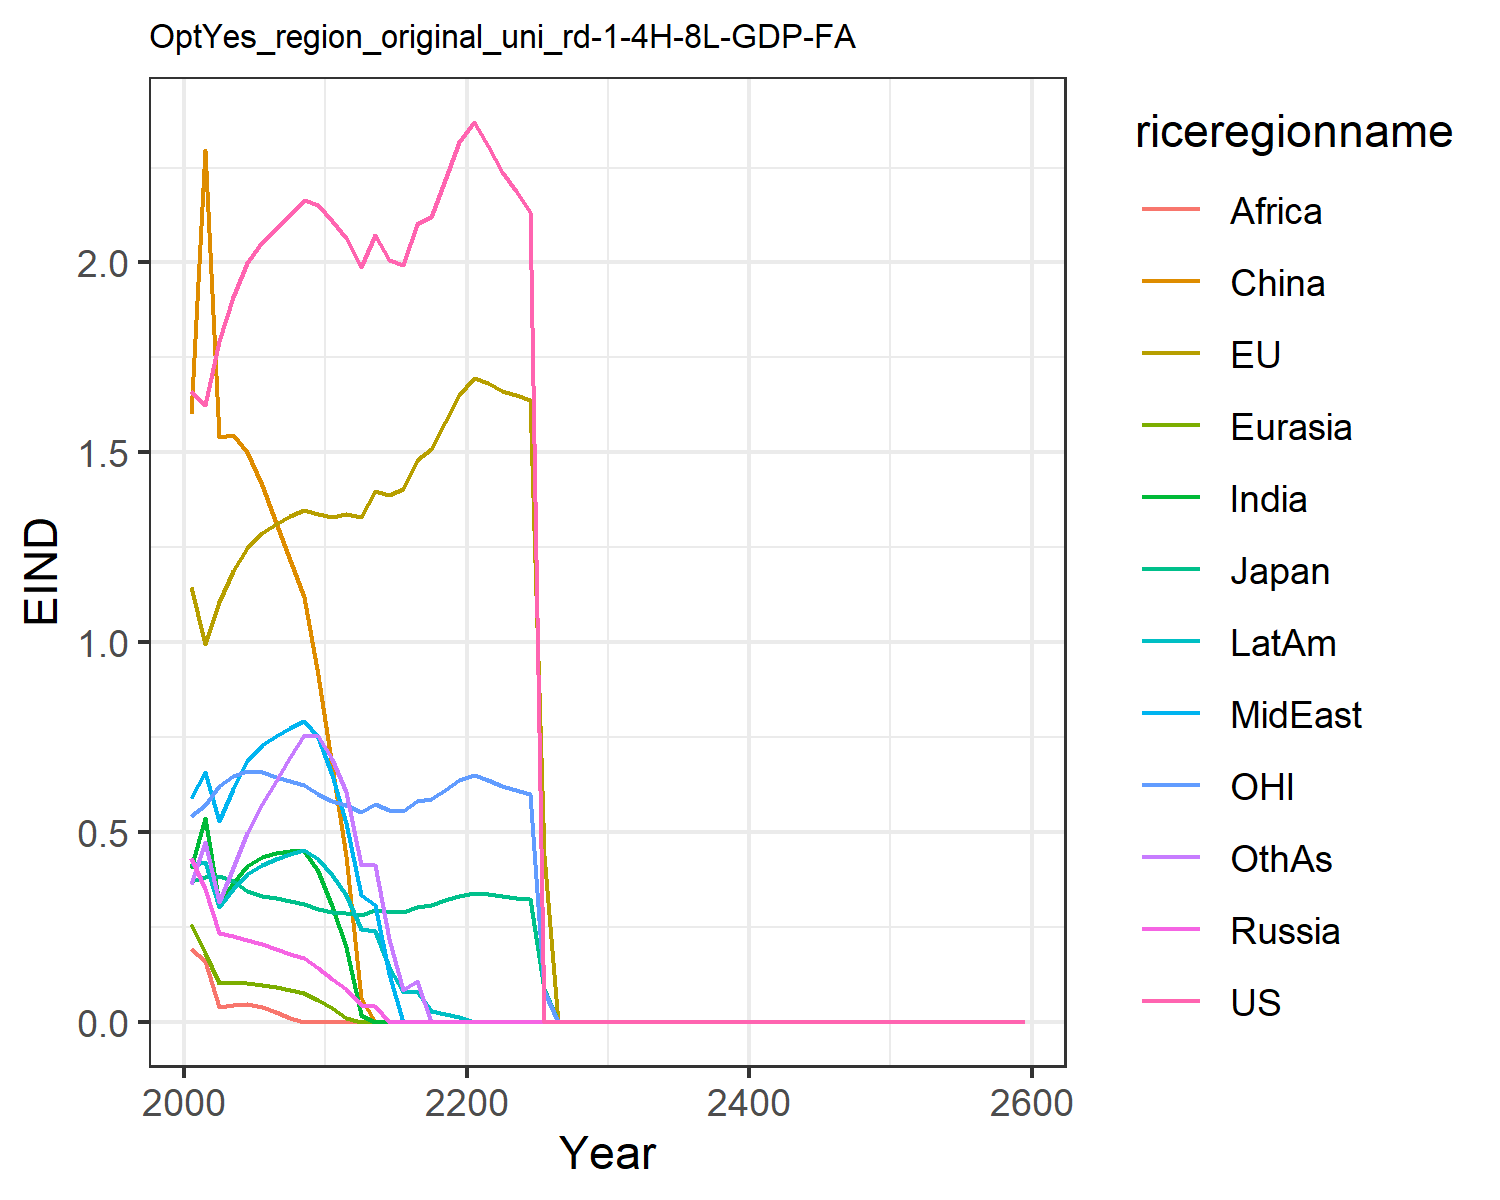 OptYes_region_original_uni_rd-1-4H-8L-GDP-FA
EIND
2.0
1.5
1.0
0.5
0.0
2000
2200
2400
2600
Year
riceregionname
Africa
China
EU
Eurasia
India
Japan
LatAm
MidEast
OHI
OthAs
Russia
US